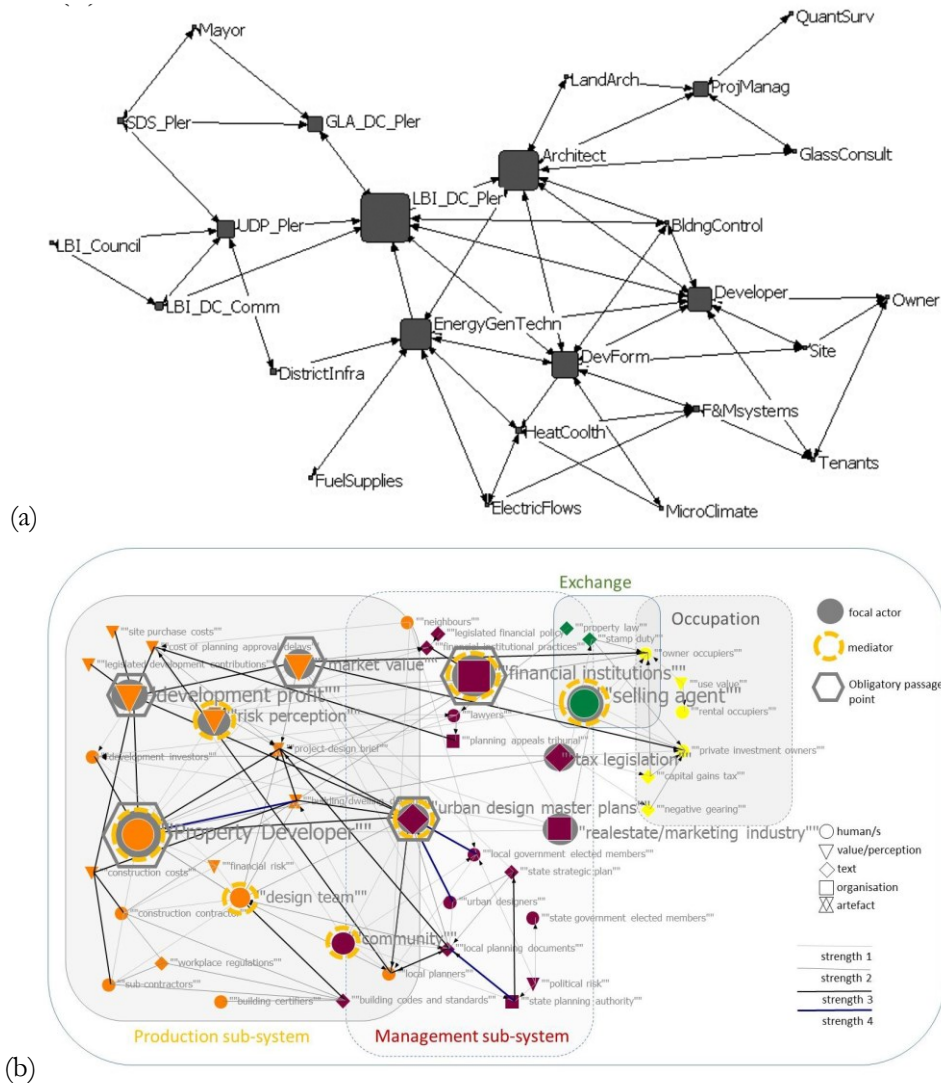 Mayor
QuantSurv
LandArch
ProjManag
SDS_Pler
GLA_DC_Pler
Architect
GlassConsult
LBI_DC_Pler
UDP_Pler
BldngControl
LBI_Council
LBI_DC_Comm
Developer
Owner
EnergyGenTechn
DevForm
Site
DistrictInfra
F&Msystems
HeatCoolth
Tenants
FuelSupplies
ElectricFlows
MicroClimate
(a)
Exchange
Occupation
focal actor
mediator
Obligatory passage
point
""neighbours""
""property law""
""site purchase costs""
""legislated financial policy""
""stamp duty""
""cost of planning approval delays""
""financial institutional practices""
""owner occupiers""
""legislated development contributions""
""market value""
""financial institutions""
""use value""
""development profit""
""selling agent""
""risk perception""
""lawyers""
""rental occupiers""
""planning appeals tribunal""
""project design brief""
""private investment owners""
""development investors""
""tax legislation""
""capital gains tax""
""building/dwelling
""urban design master plans""
""negative gearing""
""Property Developer""
""realestate/marketing industry""
human/s
value/perception
text
organisation
artefact
""local government elected members""
""financial risk""
""construction costs""
""state strategic plan""
""design team""
""urban designers""
""construction contractor
""state government elected members""
""community""
""local planning documents""
""workplace regulations""
""local planners""
""political risk""
""sub contractors""
""building certifiers""
""building codes and standards""
""state planning authority""
strength 1
strength 2
strength 3
strength 4
Production sub-system
Management sub-system
(b)